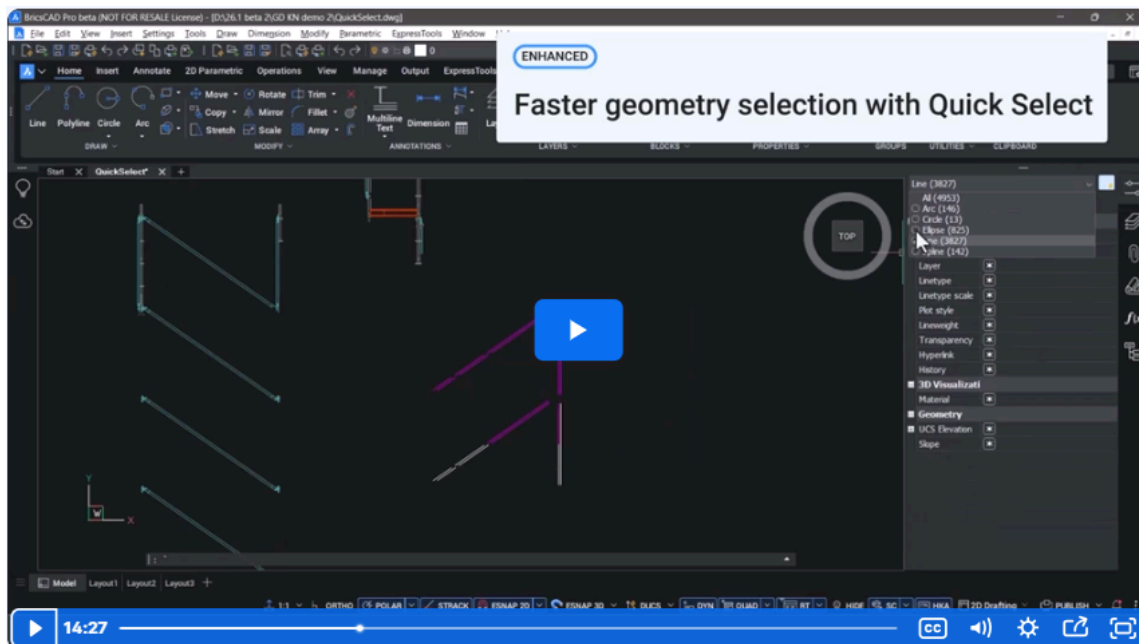 BricsCAD Pro beta (NOT FOR RESALE License) - [D:\26.1 beta 2\GD KN demo 2\QuickSelect.dwg]
File Edit View Insert Settings Tools Draw Dimension Modify Parametric ExpressTools Window
ENHANCED
Faster geometry selection with Quick Select
Home Insert Annotate 2D Parametric Operations View Manage Output ExpressTools
Line Polyline Circle Arc
Move Rotate Trim
Copy Mirror Fillet
Stretch Scale Array
Multiline Text Dimension
DRAW MODIFY ANNOTATIONS LAYERS BLOCKS PROPERTIES GROUPS UTILITIES CLIPBOARD
Start QuickSelect*
Line (3827)
All (4953)
Arc (146)
Circle (13)
Ellipse (825)
Line (3827)
Spline (142)
TOP
Layer
Linetype
Linetype scale
Plot style
Lineweight
Transparency
Hyperlink
History
3D Visualizati
Material
Geometry
UCS Elevation
Slope
Y
W X
Model Layout1 Layout2 Layout3
1:1 ORTHO POLAR STRACK ESNAP 2D ESNAP 3D DUCS DYN QUAD RT HIDE SC HKA 2D Drafting PUBLISH
14:27 CC